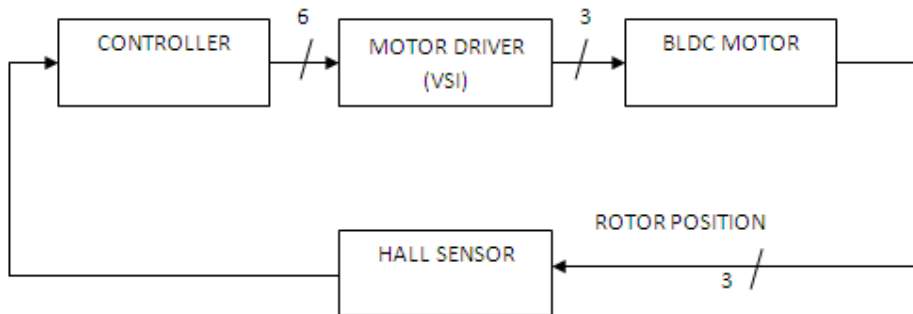 6
3
CONTROLLER
MOTOR DRIVER
(VSI)
BLDC MOTOR
ROTOR POSITION
HALL SENSOR
3